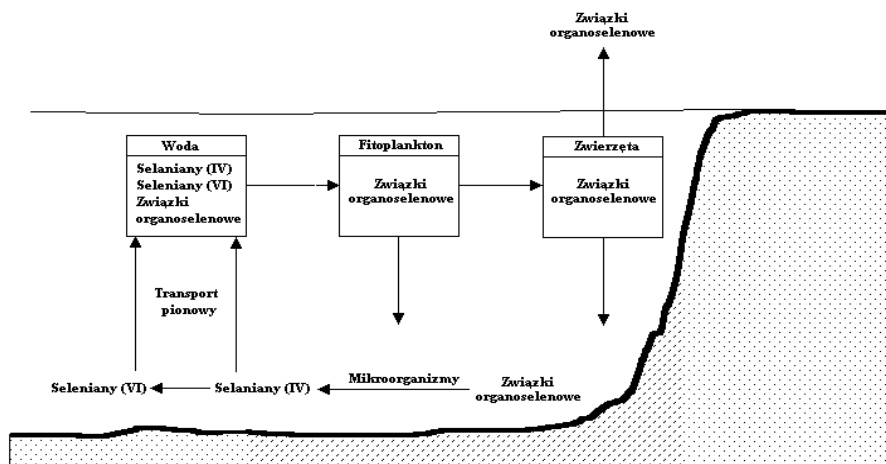 Związki
organoselenowe
Woda
Selaniany (IV)
Seleniany (VI)
Związki
organoselenowe
Fitoplankton
Związki
organoselenowe
Zwierzęta
Związki
organoselenowe
Transport
pionowy
Seleniany (VI)
Selaniany (IV)
Mikroorganizmy
Związki
organoselenowe